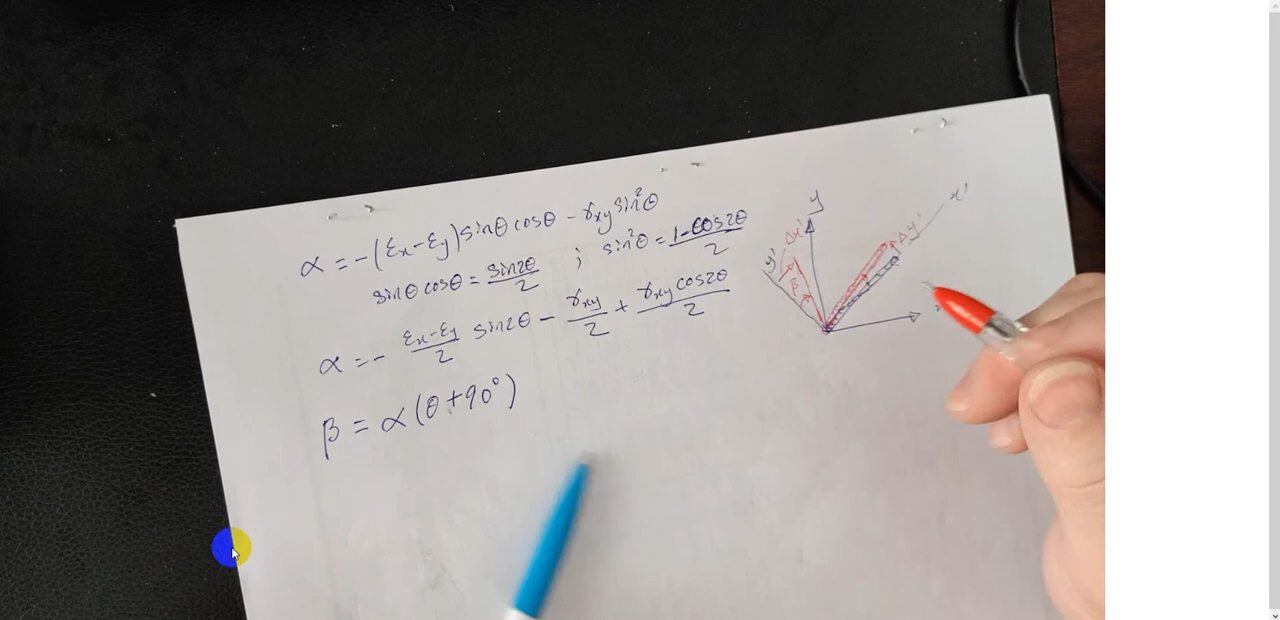 α = -(εx-εy)sinθ cosθ - γxy sin²θ
sinθ cosθ = sin2θ/2 ; sin²θ = 1-cos2θ/2
α = - εx-εy/2 sin2θ - γxy/2 + γxy cos2θ/2
β = α(θ+90°)
y
x'
Δx'
Δy'
y'
β